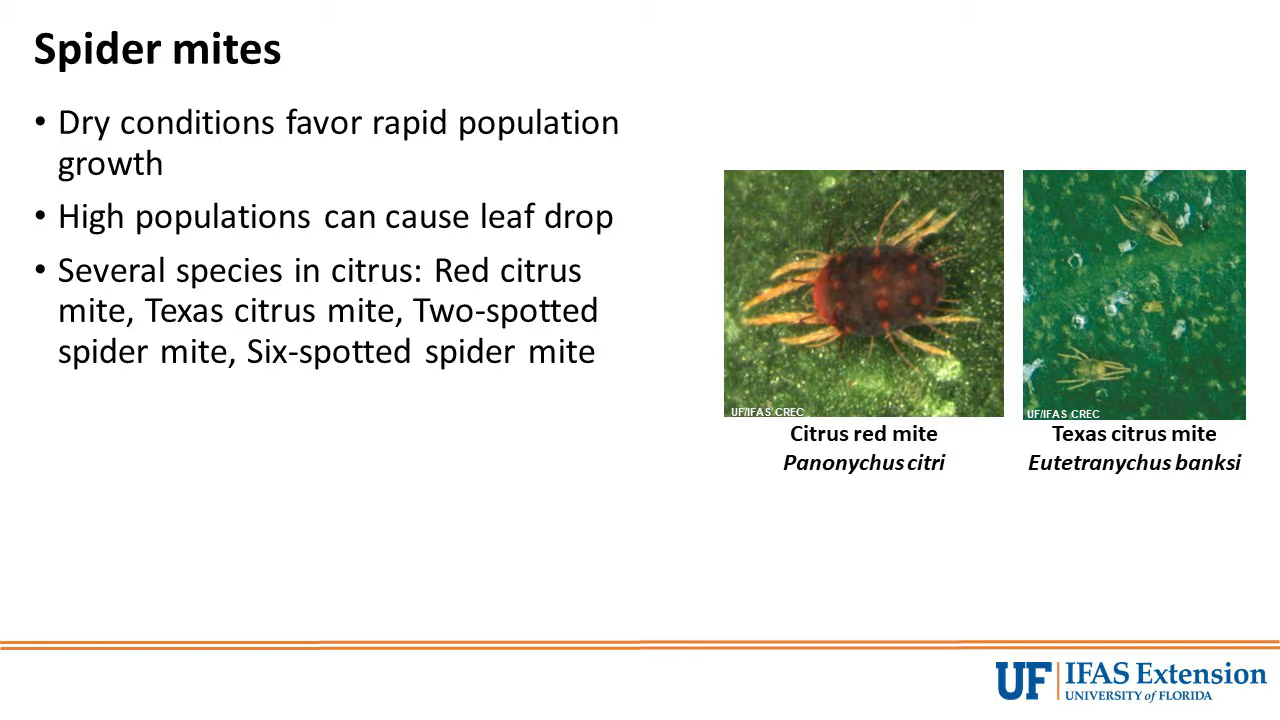 Spider mites
• Dry conditions favor rapid population
growth
• High populations can cause leaf drop
• Several species in citrus: Red citrus
mite, Texas citrus mite, Two-spotted
spider mite, Six-spotted spider mite
UF/IFAS CREC
Citrus red mite
Panonychus citri
UF/IFAS CREC
Texas citrus mite
Eutetranychus banksi
UF IFAS Extension
UNIVERSITY of FLORIDA